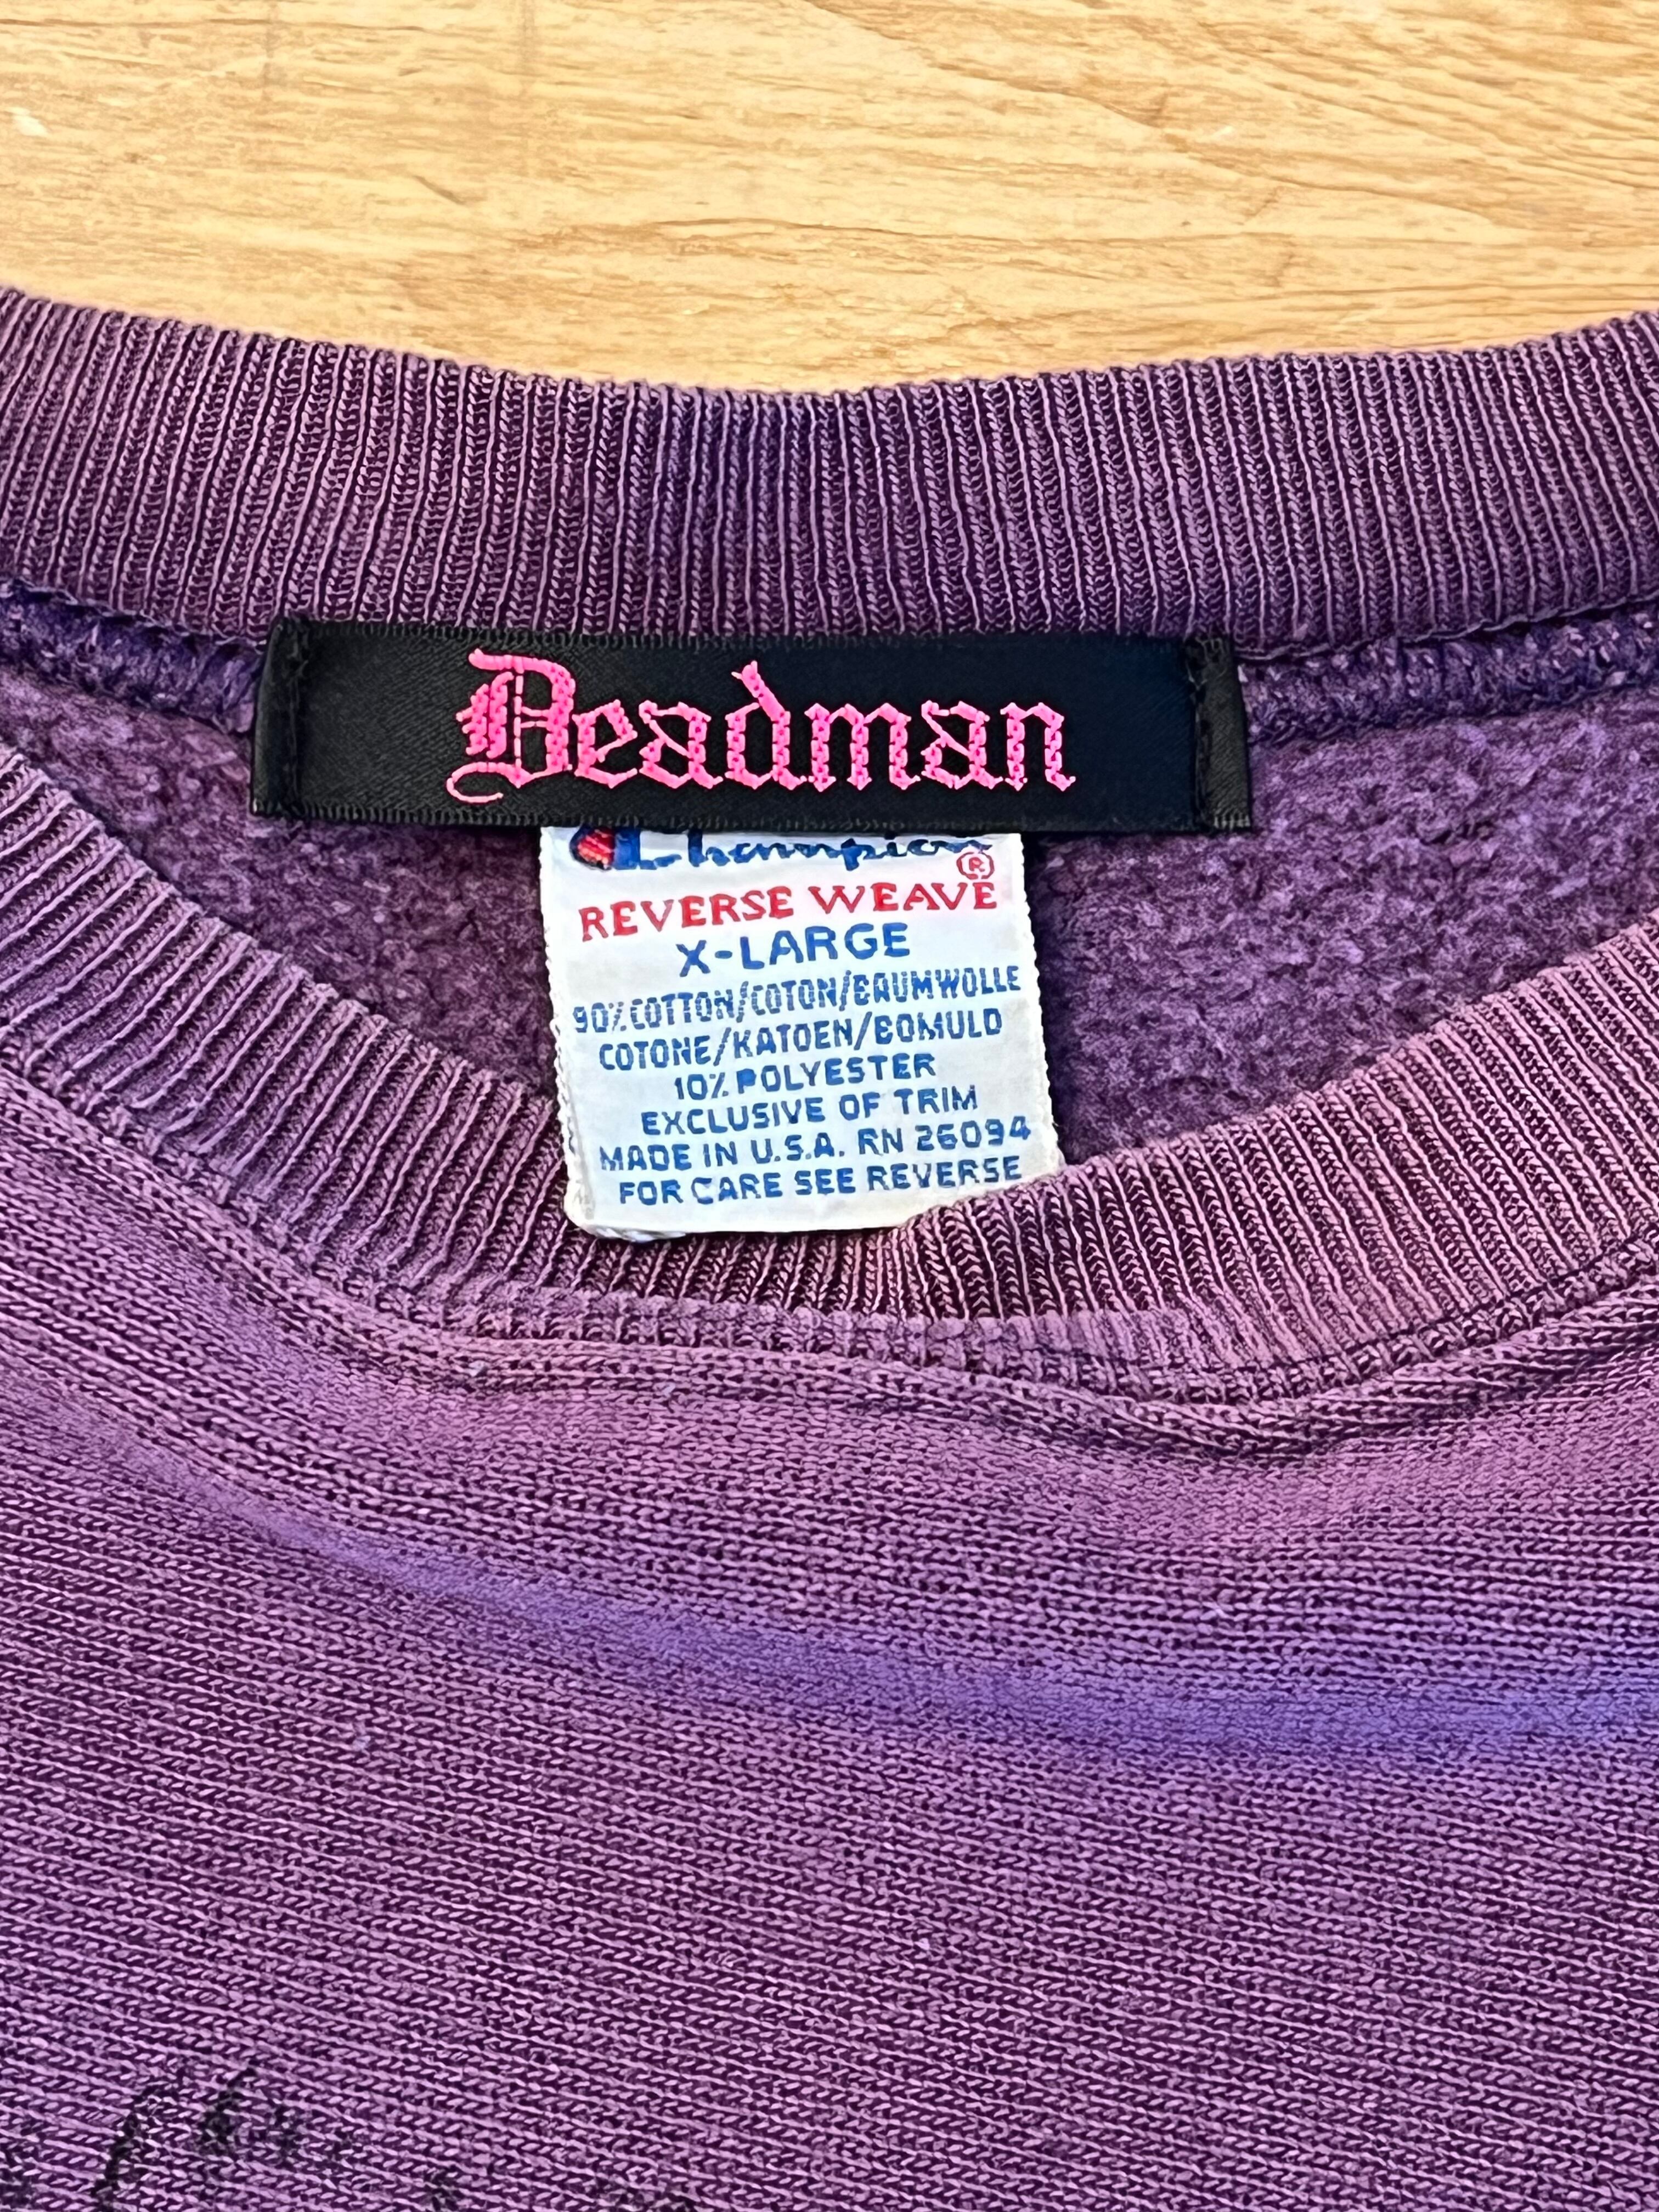 Deadman
Champion®
REVERSE WEAVE
X-LARGE
90% COTTON/COTON/BAUMWOLLE
COTONE/KATOEN/BOMULD
10% POLYESTER
EXCLUSIVE OF TRIM
MADE IN U.S.A. RN 26094
FOR CARE SEE REVERSE